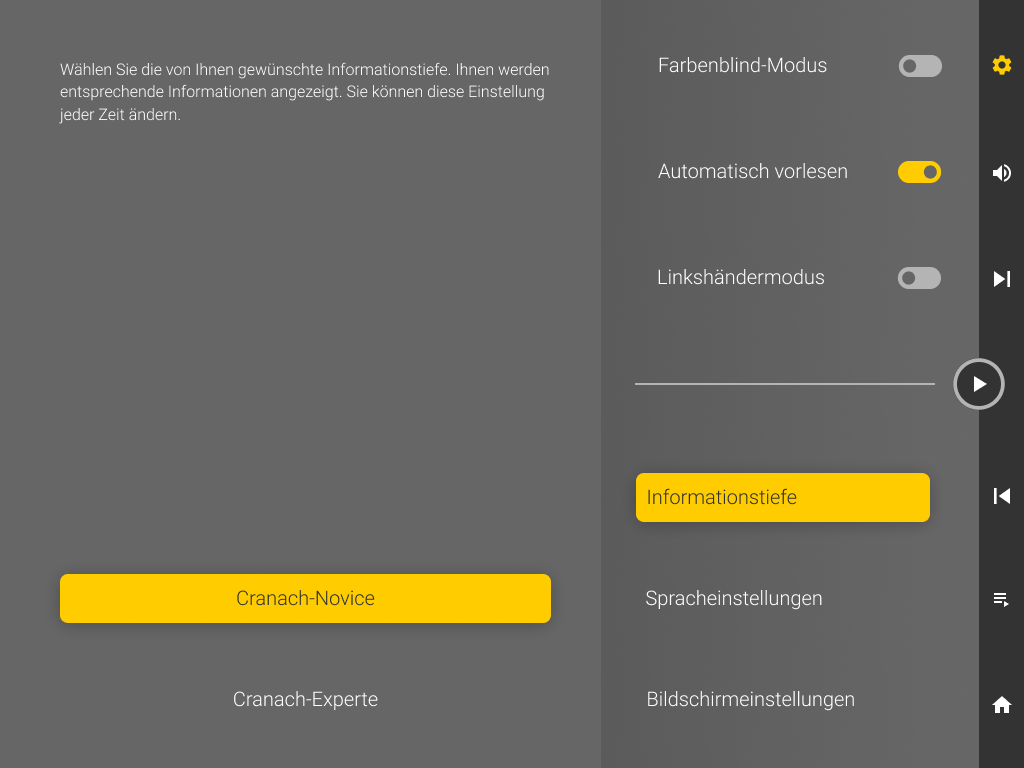 Wählen Sie die von Ihnen gewünschte Informationstiefe. Ihnen werden
entsprechende Informationen angezeigt. Sie können diese Einstellung
jeder Zeit ändern.
Cranach-Novice
Cranach-Experte
Farbenblind-Modus
Automatisch vorlesen
Linkshändermodus
Informationstiefe
Spracheinstellungen
Bildschirmeinstellungen